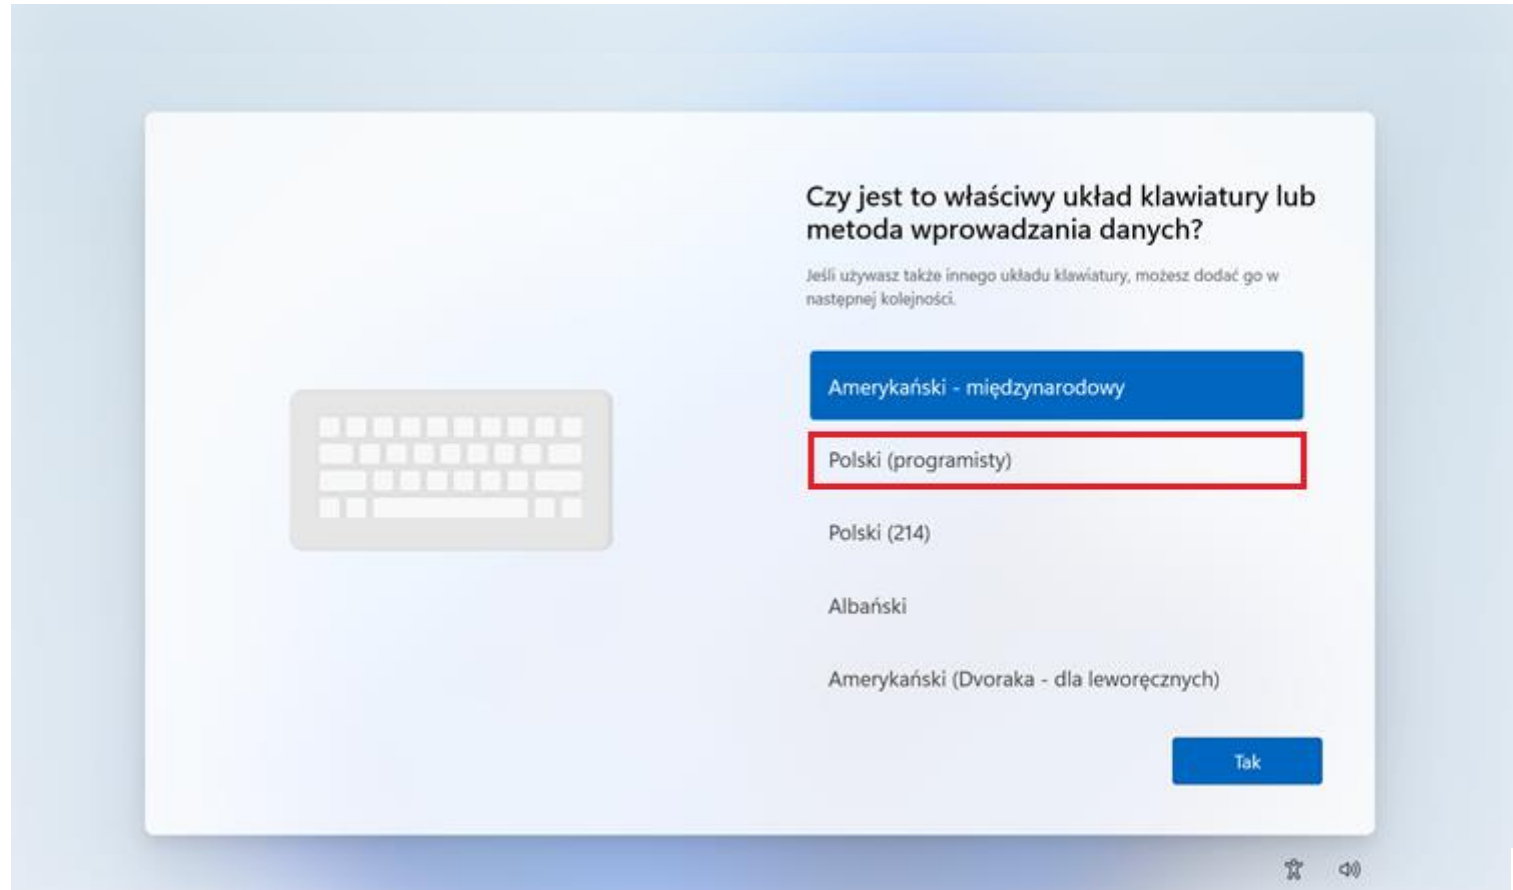 Czy jest to właściwy układ klawiatury lub
metoda wprowadzania danych?
Jeśli używasz także innego układu klawiatury, możesz dodać go w
następnej kolejności.
Amerykański - międzynarodowy
Polski (programisty)
Polski (214)
Albański
Amerykański (Dvoraka - dla leworęcznych)
Tak